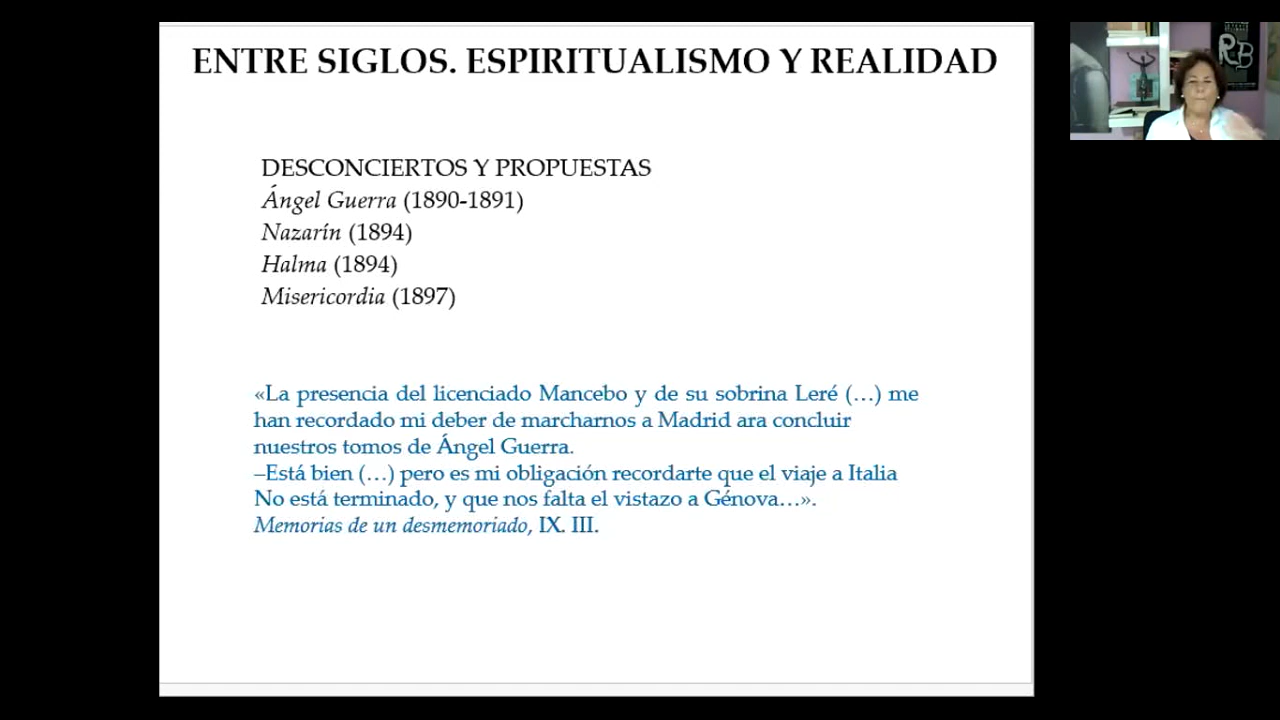 ENTRE SIGLOS. ESPIRITUALISMO Y REALIDAD
DESCONCIERTOS Y PROPUESTAS
Ángel Guerra (1890-1891)
Nazarín (1894)
Halma (1894)
Misericordia (1897)
«La presencia del licenciado Mancebo y de su sobrina Leré (…) me
han recordado mi deber de marcharnos a Madrid ara concluir
nuestros tomos de Ángel Guerra.
–Está bien (…) pero es mi obligación recordarte que el viaje a Italia
No está terminado, y que nos falta el vistazo a Génova…».
Memorias de un desmemoriado, IX. III.